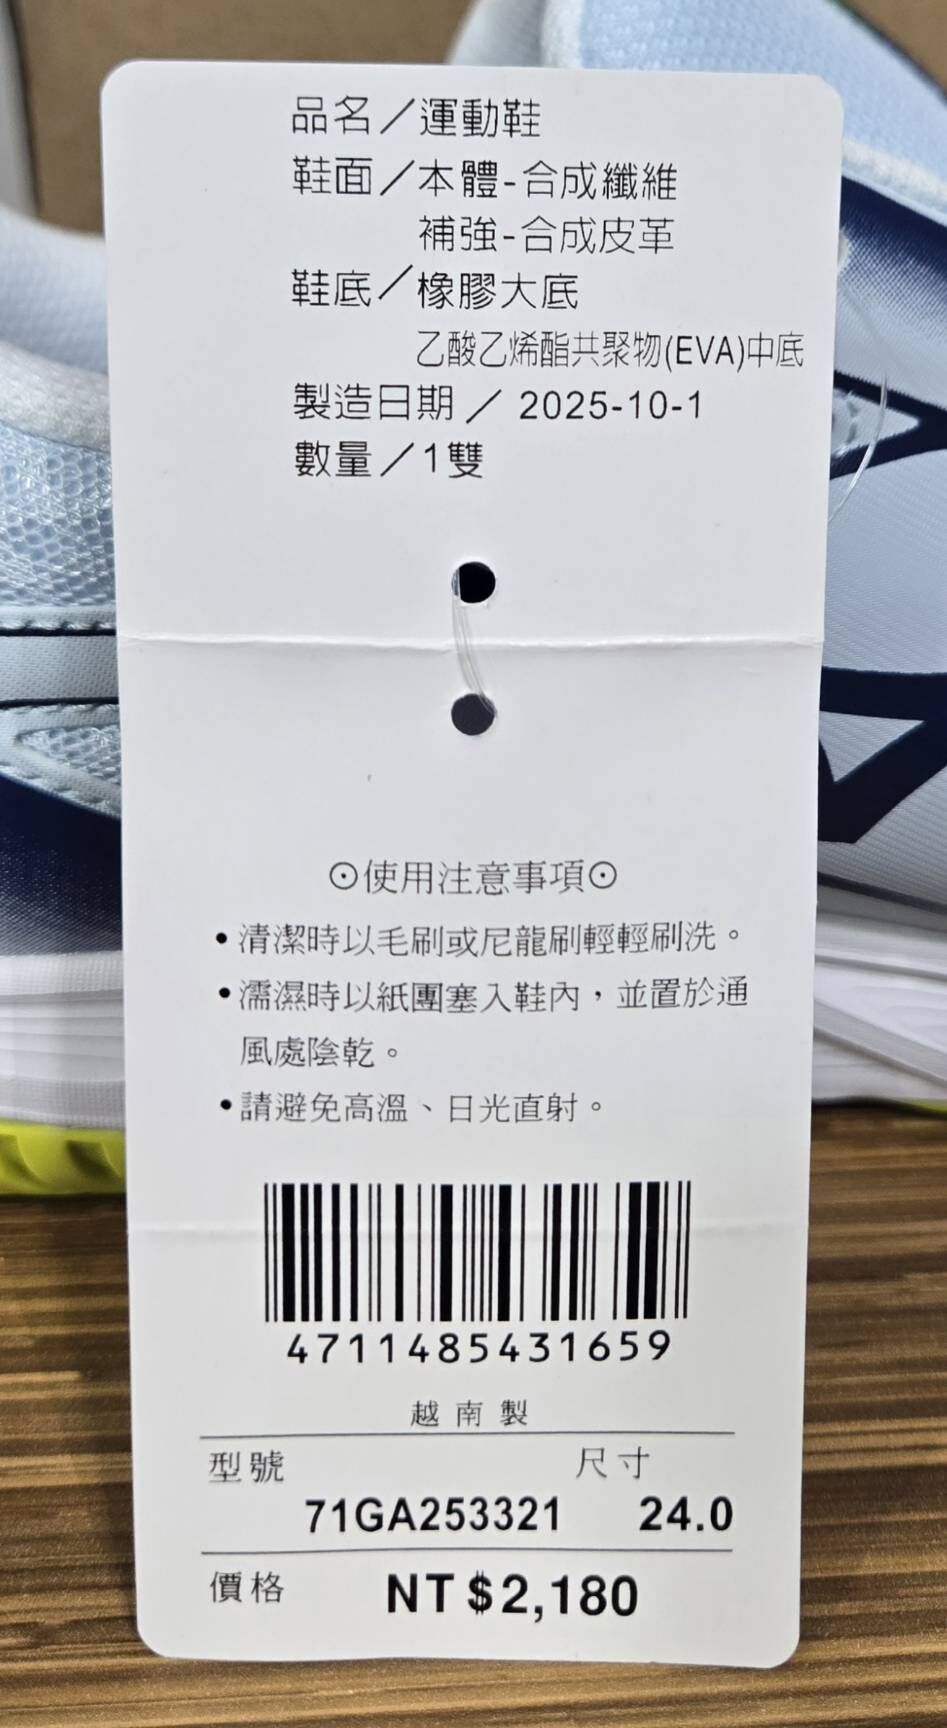 品名／運動鞋
鞋面／本體-合成纖維
補強-合成皮革
鞋底／橡膠大底
乙酸乙烯酯共聚物(EVA)中底
製造日期／ 2025-10-1
數量／1雙
⊙使用注意事項⊙
•清潔時以毛刷或尼龍刷輕輕刷洗。
•濡濕時以紙團塞入鞋內，並置於通
風處陰乾。
•請避免高溫、日光直射。
4711485431659
越南製
型號 尺寸
71GA253321 24.0
價格 NT$2,180